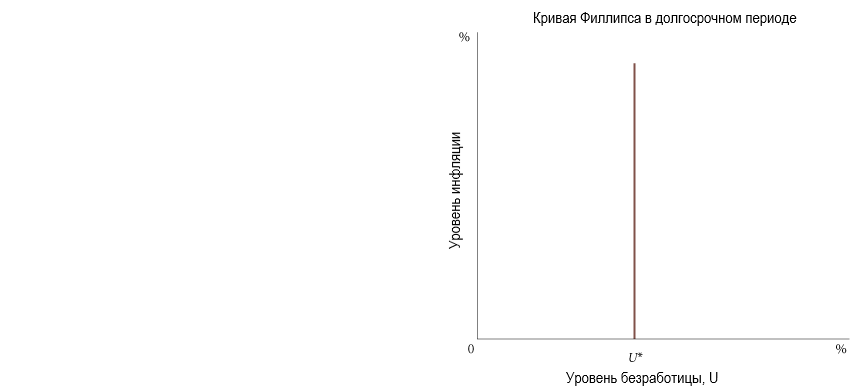 Кривая Филлипса в долгосрочном периоде
%
Уровень инфляции
0
U*
%
Уровень безработицы, U